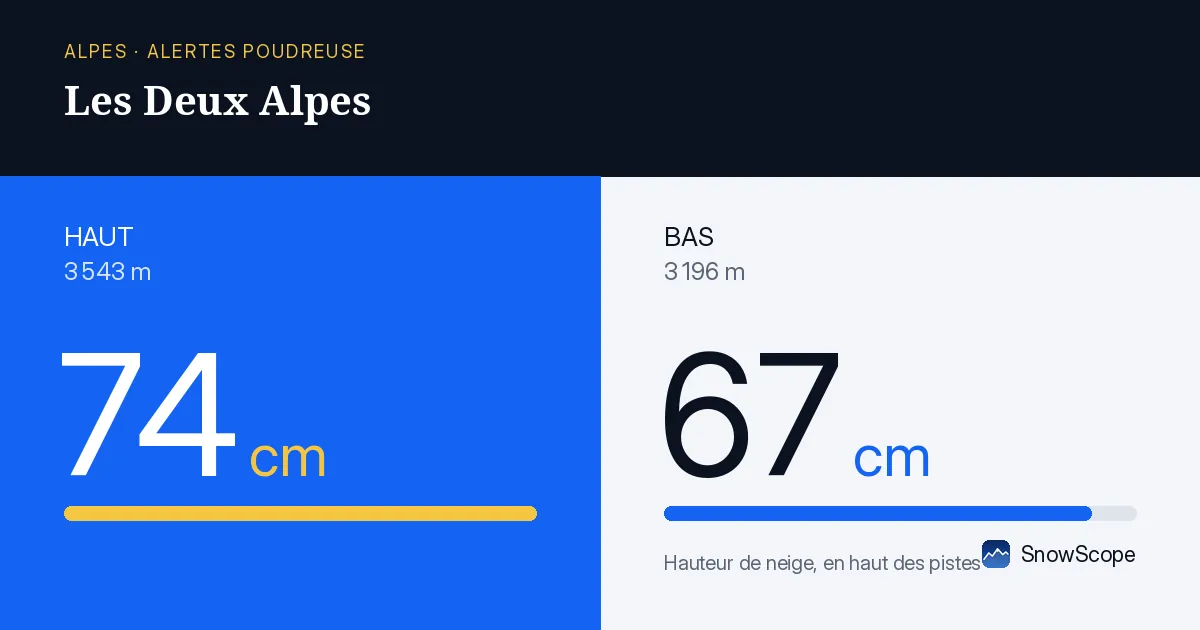 ALPES · ALERTES POUDREUSE
Les Deux Alpes
HAUT
3 543 m
74 cm
BAS
3 196 m
67 cm
Hauteur de neige, en haut des pistes
SnowScope